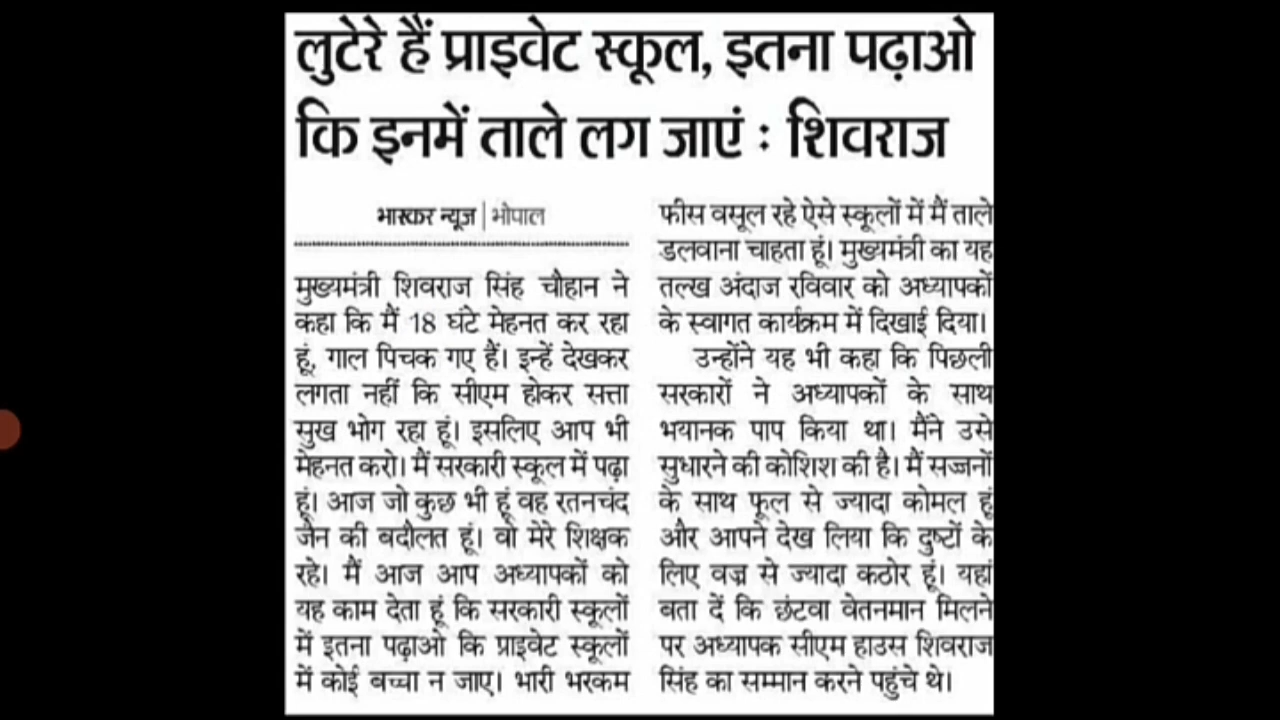 लुटेरे हैं प्राइवेट स्कूल, इतना पढ़ाओ
कि इनमें ताले लग जाएं : शिवराज
भास्कर न्यूज | भोपाल
मुख्यमंत्री शिवराज सिंह चौहान ने
कहा कि मैं 18 घंटे मेहनत कर रहा
हूं, गाल पिचक गए हैं। इन्हें देखकर
लगता नहीं कि सीएम होकर सत्ता
सुख भोग रहा हूं। इसलिए आप भी
मेहनत करो। मैं सरकारी स्कूल में पढ़ा
हूं। आज जो कुछ भी हूं वह रतनचंद
जैन की बदौलत हूं। वो मेरे शिक्षक
रहे। मैं आज आप अध्यापकों को
यह काम देता हूं कि सरकारी स्कूलों
में इतना पढ़ाओ कि प्राइवेट स्कूलों
में कोई बच्चा न जाए। भारी भरकम
फीस वसूल रहे ऐसे स्कूलों में मैं ताले
डलवाना चाहता हूं। मुख्यमंत्री का यह
तल्ख अंदाज रविवार को अध्यापकों
के स्वागत कार्यक्रम में दिखाई दिया।
उन्होंने यह भी कहा कि पिछली
सरकारों ने अध्यापकों के साथ
भयानक पाप किया था। मैंने उसे
सुधारने की कोशिश की है। मैं सज्जनों
के साथ फूल से ज्यादा कोमल हूं
और आपने देख लिया कि दुष्टों के
लिए वज्र से ज्यादा कठोर हूं। यहां
बता दें कि छंटवा वेतनमान मिलने
पर अध्यापक सीएम हाउस शिवराज
सिंह का सम्मान करने पहुंचे थे।